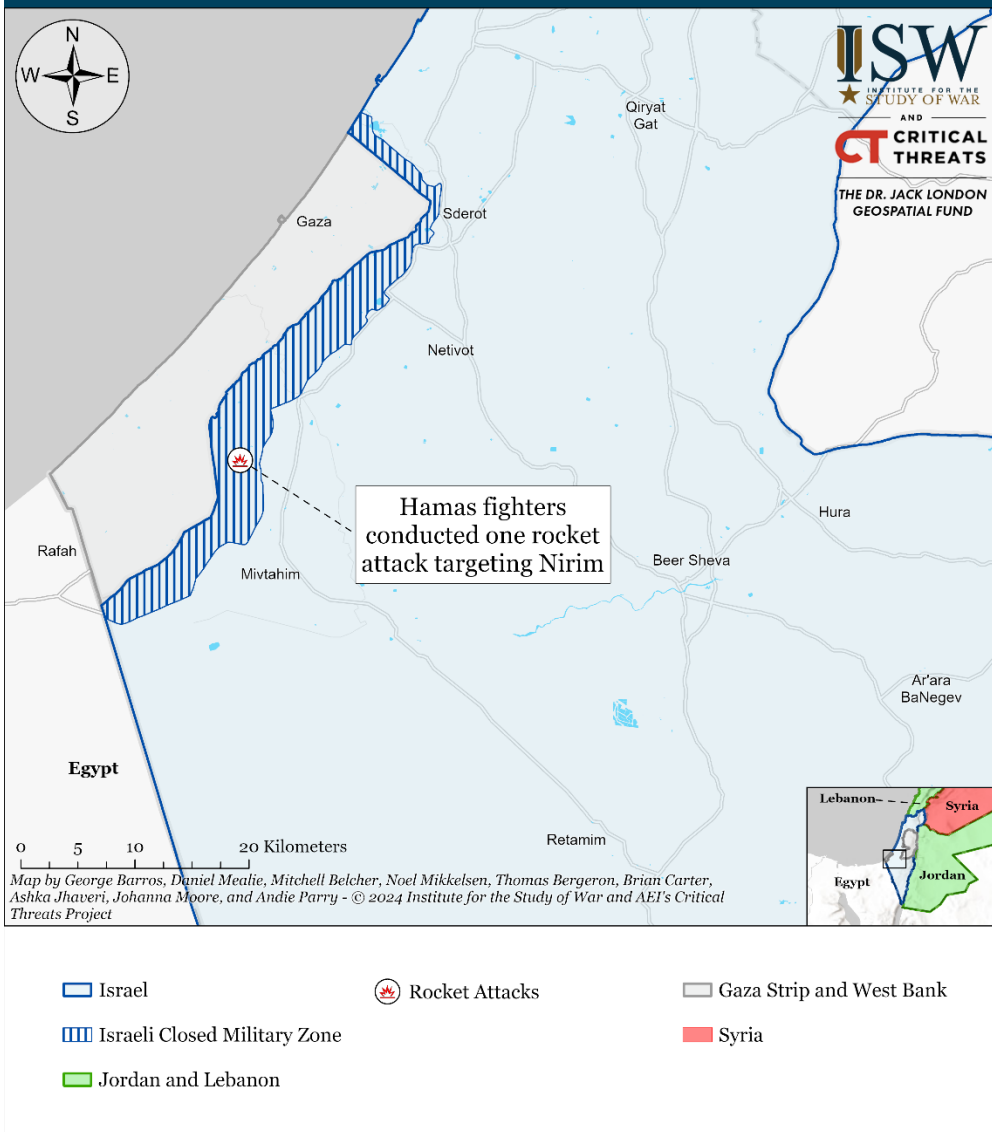 N
W
E
S
ISW
INSTITUTE FOR THE
STUDY OF WAR
AND
CT CRITICAL
THREATS
THE DR. JACK LONDON
GEOSPATIAL FUND
Qiryat
Gat
Gaza
Sderot
Netivot
Hamas fighters
conducted one rocket
attack targeting Nirim
Hura
Rafah
Mivtahim
Beer Sheva
Ar'ara
BaNegev
Egypt
Retamim
0 5 10 20 Kilometers
Lebanon
Syria
Egypt
Jordan
Map by George Barros, Daniel Mealie, Mitchell Belcher, Noel Mikkelsen, Thomas Bergeron, Brian Carter,
Ashka Jhaveri, Johanna Moore, and Andie Parry - © 2024 Institute for the Study of War and AEI's Critical
Threats Project
Israel
Rocket Attacks
Gaza Strip and West Bank
Israeli Closed Military Zone
Syria
Jordan and Lebanon